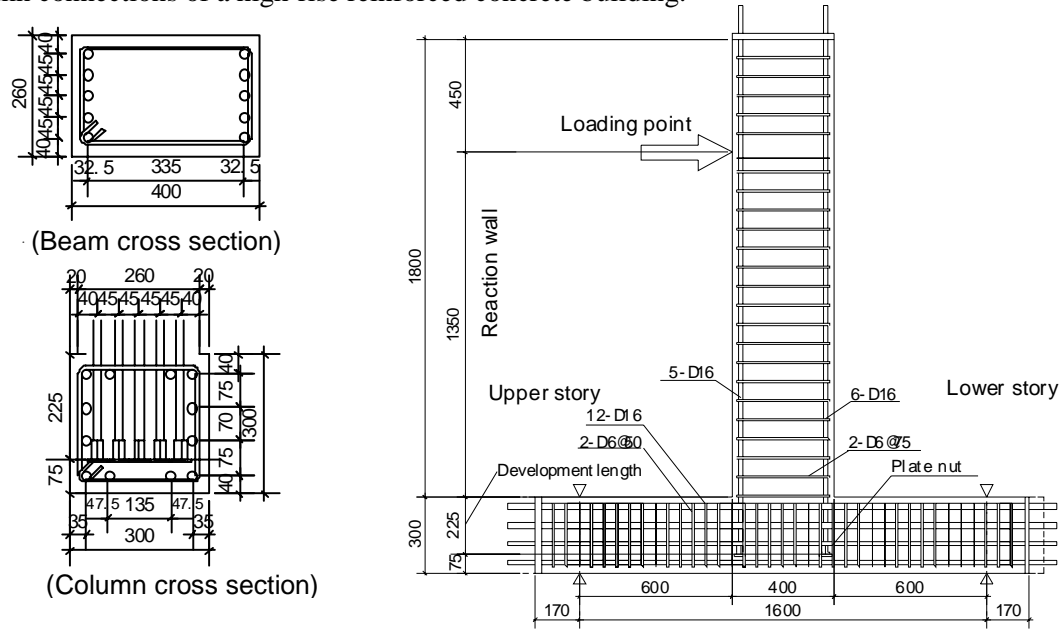 connections of a high-rise reinforced concrete building.
40 45 45 45 45 40
260
32. 5 335 32. 5
400
(Beam cross section)
20 260 20
40 45 45 45 45 40
225
75
40
75
70
75
40
300
47. 5 135 47. 5
35 35
300
(Column cross section)
450
Loading point
1800
1350
Reaction wall
5- D16
6- D16
Upper story
Lower story
12- D16
2- D6@50
2- D6@75
Development length
Plate nut
300
225
75
600 400 600
170 1600 170